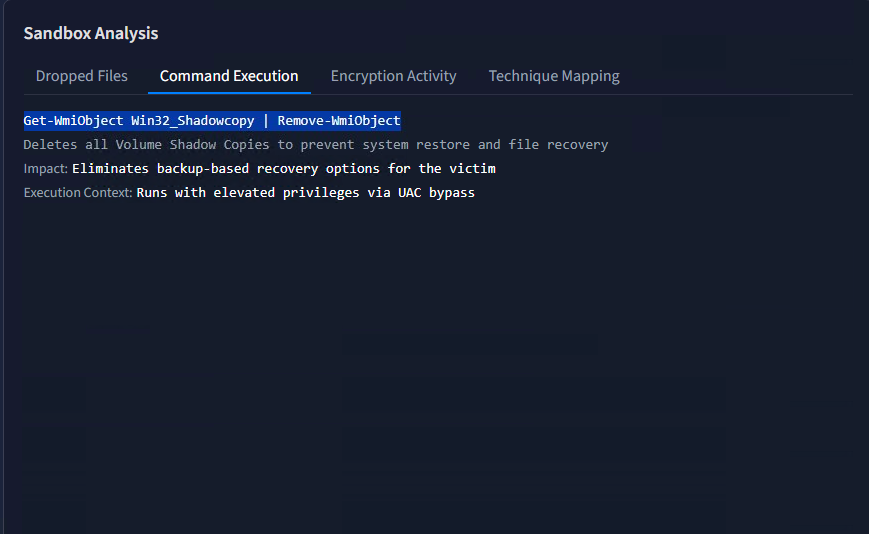 Sandbox Analysis
Dropped Files Command Execution Encryption Activity Technique Mapping
Get-WmiObject Win32_Shadowcopy | Remove-WmiObject
Deletes all Volume Shadow Copies to prevent system restore and file recovery
Impact: Eliminates backup-based recovery options for the victim
Execution Context: Runs with elevated privileges via UAC bypass